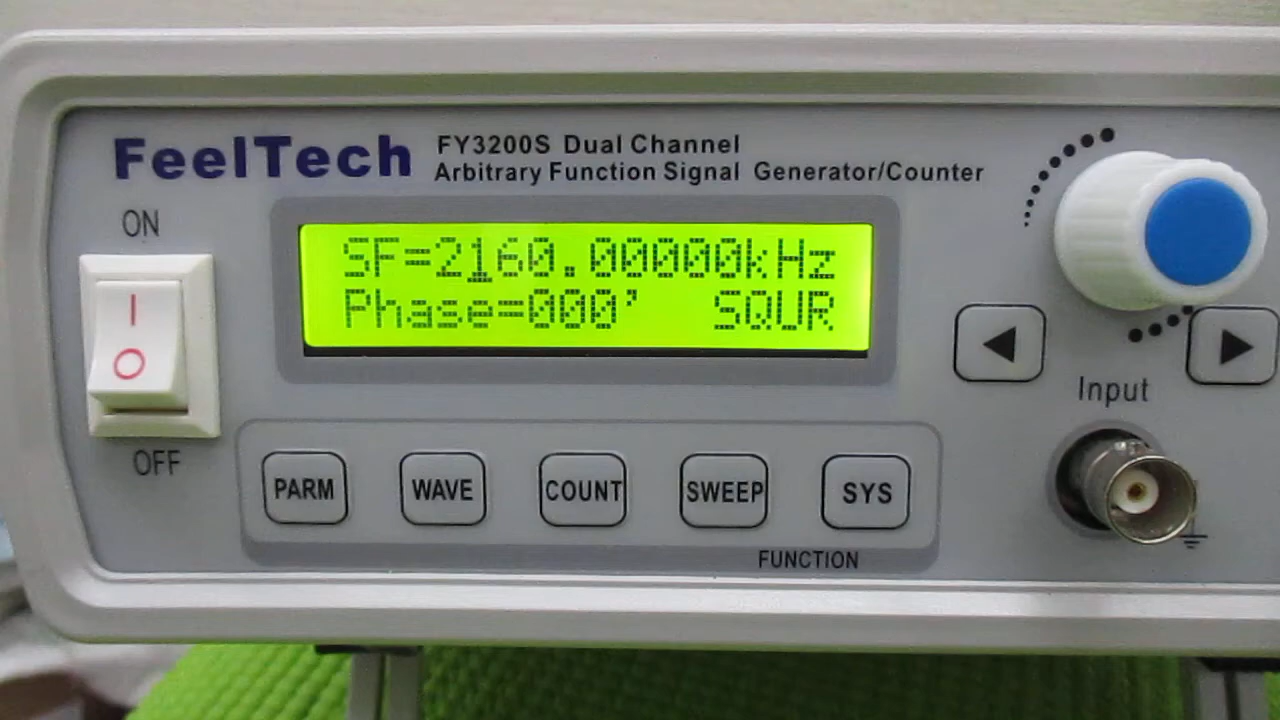 FeelTech
FY3200S Dual Channel
Arbitrary Function Signal Generator/Counter
ON
I
O
OFF
SF=2160.00000kHz
Phase=000' SQUR
Input
PARM WAVE COUNT SWEEP SYS
FUNCTION